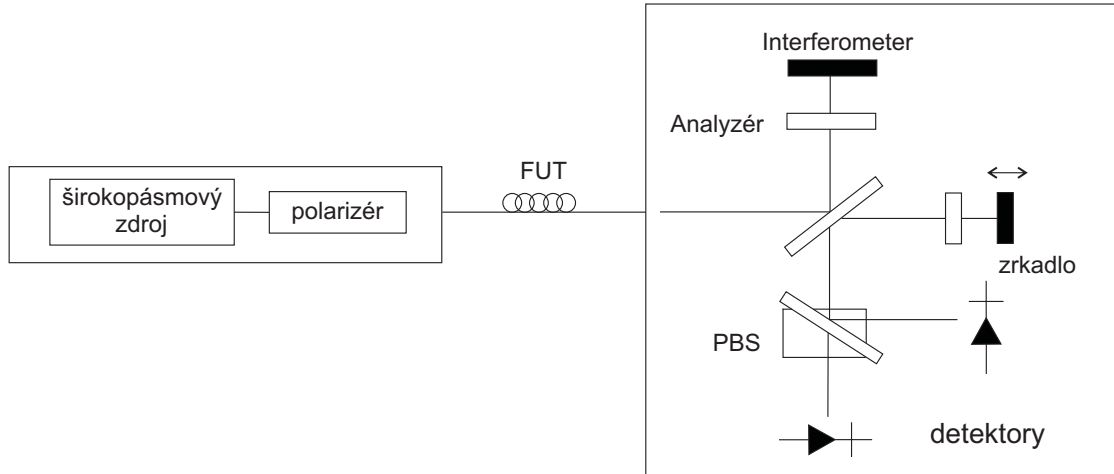 širokopásmový
zdroj
polarizér
FUT
Interferometer
Analyzér
zrkadlo
PBS
detektory